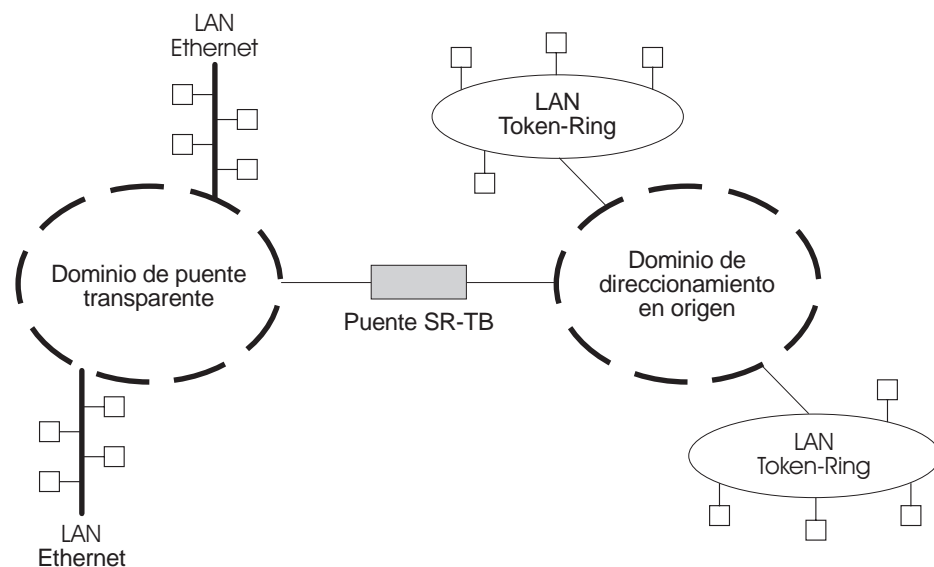 LAN
Ethernet
LAN
Token-Ring
Dominio de puente
transparente
Puente SR-TB
Dominio de
direccionamiento
en origen
LAN
Token-Ring
LAN
Ethernet